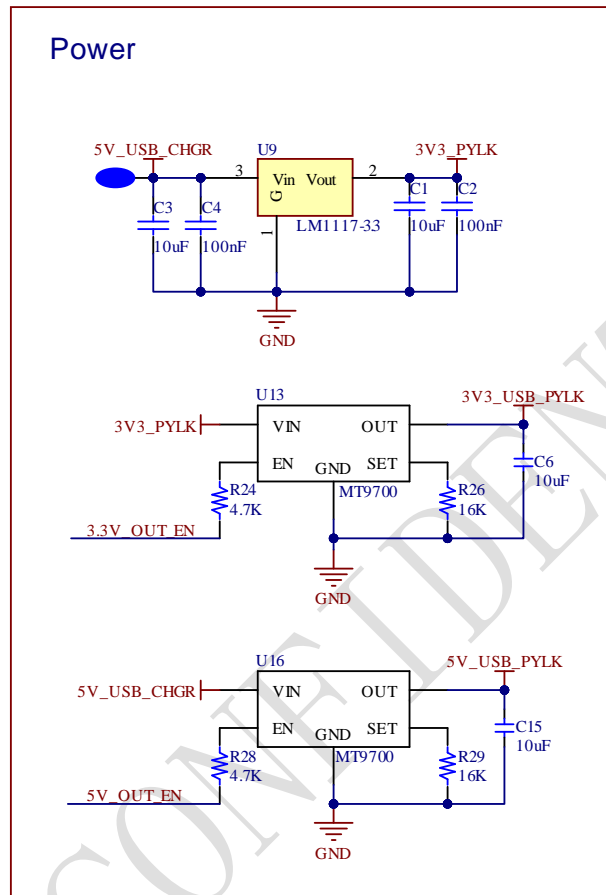 Power
5V_USB_CHGR
U9
3V3_PYLK
3
Vin
Vout
2
G
1
C3
10uF
C4
100nF
LM1117-33
C1
10uF
C2
100nF
GND
U13
3V3_USB_PYLK
3V3_PYLK
VIN
OUT
EN
GND
SET
C6
10uF
MT9700
R24
4.7K
R26
16K
3.3V_OUT_EN
GND
U16
5V_USB_PYLK
5V_USB_CHGR
VIN
OUT
EN
GND
SET
C15
10uF
MT9700
R28
4.7K
R29
16K
5V_OUT_EN
GND
CONFIDENT